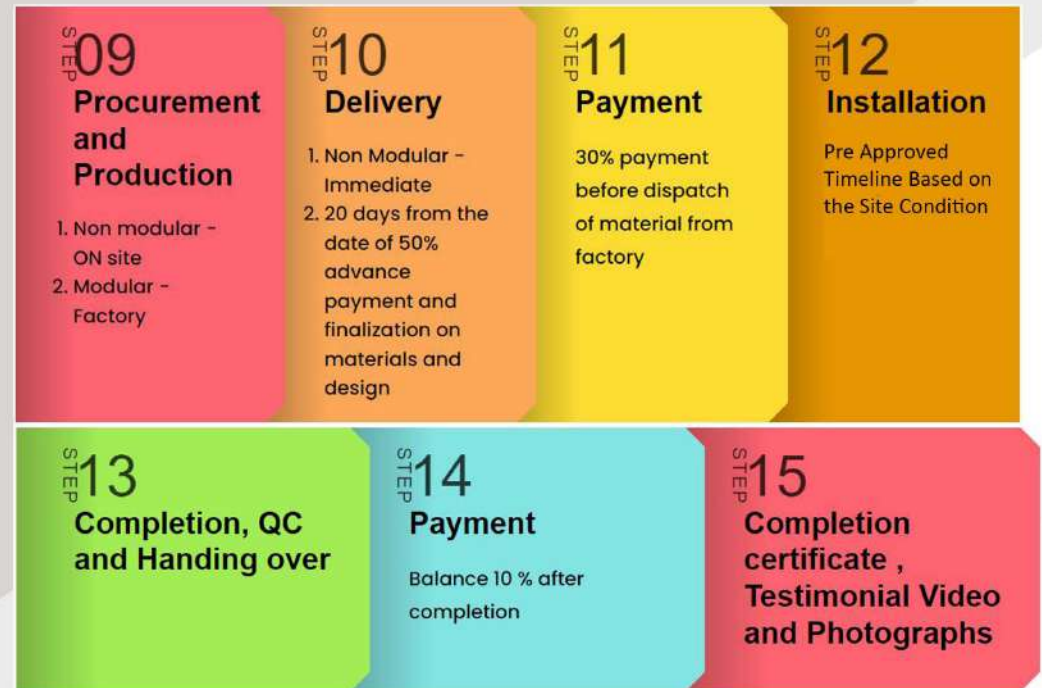 STEP 09
Procurement
and
Production
1. Non modular -
ON site
2. Modular -
Factory
STEP 10
Delivery
1. Non Modular -
Immediate
2. 20 days from the
date of 50%
advance
payment and
finalization on
materials and
design
STEP 11
Payment
30% payment
before dispatch
of material from
factory
STEP 12
Installation
Pre Approved
Timeline Based on
the Site Condition
STEP 13
Completion, QC
and Handing over
STEP 14
Payment
Balance 10 % after
completion
STEP 15
Completion
certificate ,
Testimonial Video
and Photographs